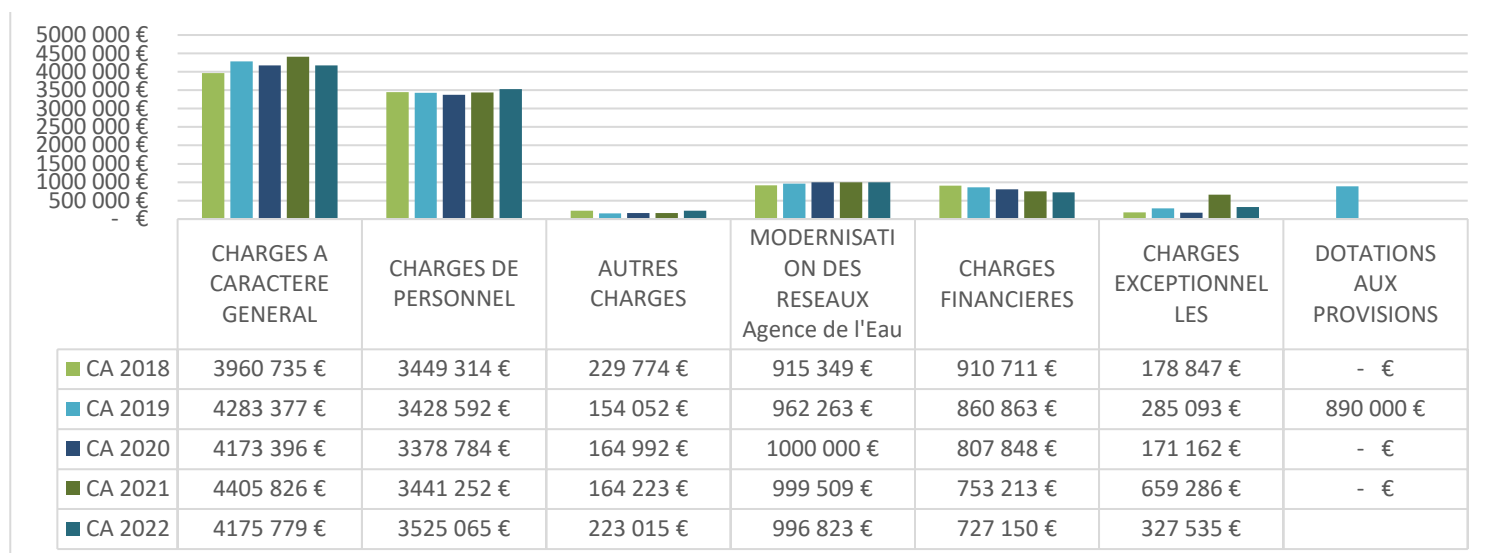 5000 000 €
4500 000 €
4000 000 €
3500 000 €
3000 000 €
2500 000 €
2000 000 €
1500 000 €
1000 000 €
500 000 €
- €
CHARGES A
CARACTERE
GENERAL
CHARGES DE
PERSONNEL
AUTRES
CHARGES
MODERNISATI
ON DES
RESEAUX
Agence de l'Eau
CHARGES
FINANCIERES
CHARGES
EXCEPTIONNEL
LES
DOTATIONS
AUX
PROVISIONS
CA 2018 3960 735 € 3449 314 € 229 774 € 915 349 € 910 711 € 178 847 € - €
CA 2019 4283 377 € 3428 592 € 154 052 € 962 263 € 860 863 € 285 093 € 890 000 €
CA 2020 4173 396 € 3378 784 € 164 992 € 1000 000 € 807 848 € 171 162 € - €
CA 2021 4405 826 € 3441 252 € 164 223 € 999 509 € 753 213 € 659 286 € - €
CA 2022 4175 779 € 3525 065 € 223 015 € 996 823 € 727 150 € 327 535 €